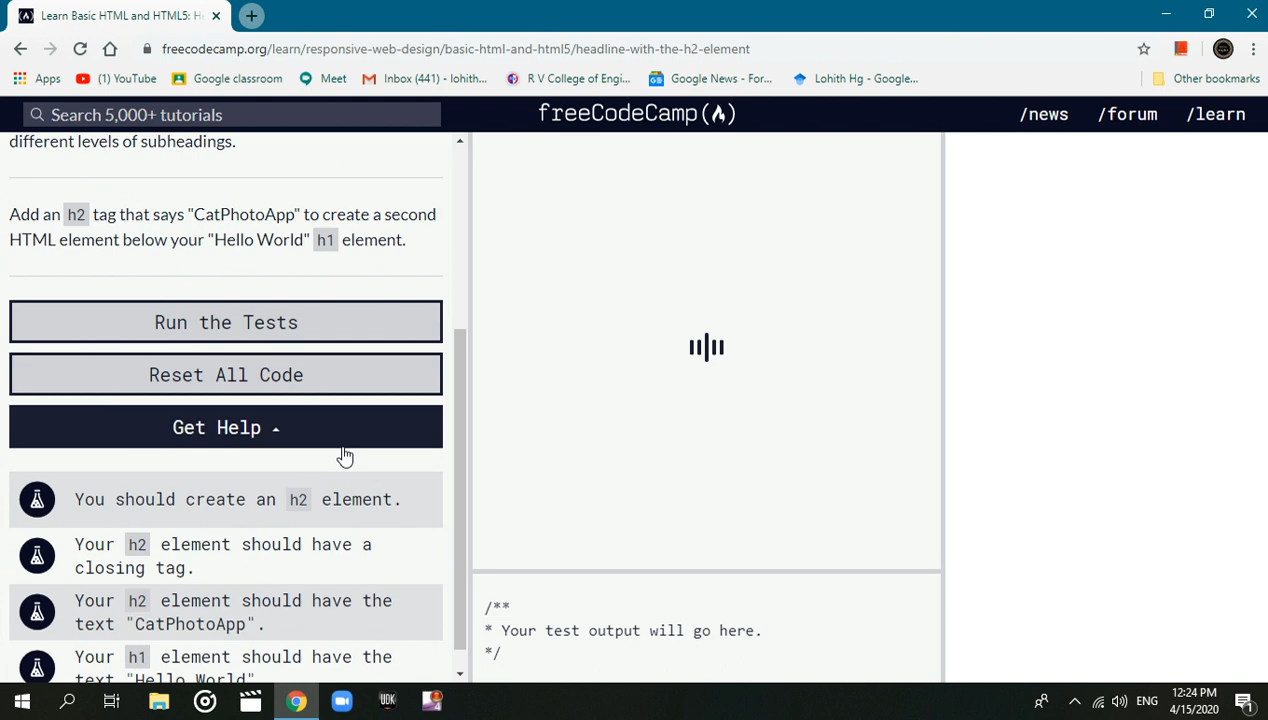 Learn Basic HTML and HTML5: He
freecodecamp.org/learn/responsive-web-design/basic-html-and-html5/headline-with-the-h2-element
Apps
(1) YouTube
Google classroom
Meet
Inbox (441) - lohith...
R V College of Engi...
Google News - For...
Lohith Hg - Google...
Other bookmarks
Search 5,000+ tutorials
freeCodeCamp
/news
/forum
/learn
different levels of subheadings.
Add an h2 tag that says "CatPhotoApp" to create a second
HTML element below your "Hello World" h1 element.
Run the Tests
Reset All Code
Get Help
You should create an h2 element.
Your h2 element should have a
closing tag.
Your h2 element should have the
text "CatPhotoApp".
Your h1 element should have the
text "Hello World"
/**
* Your test output will go here.
*/
UDK
ENG
12:24 PM
4/15/2020
1